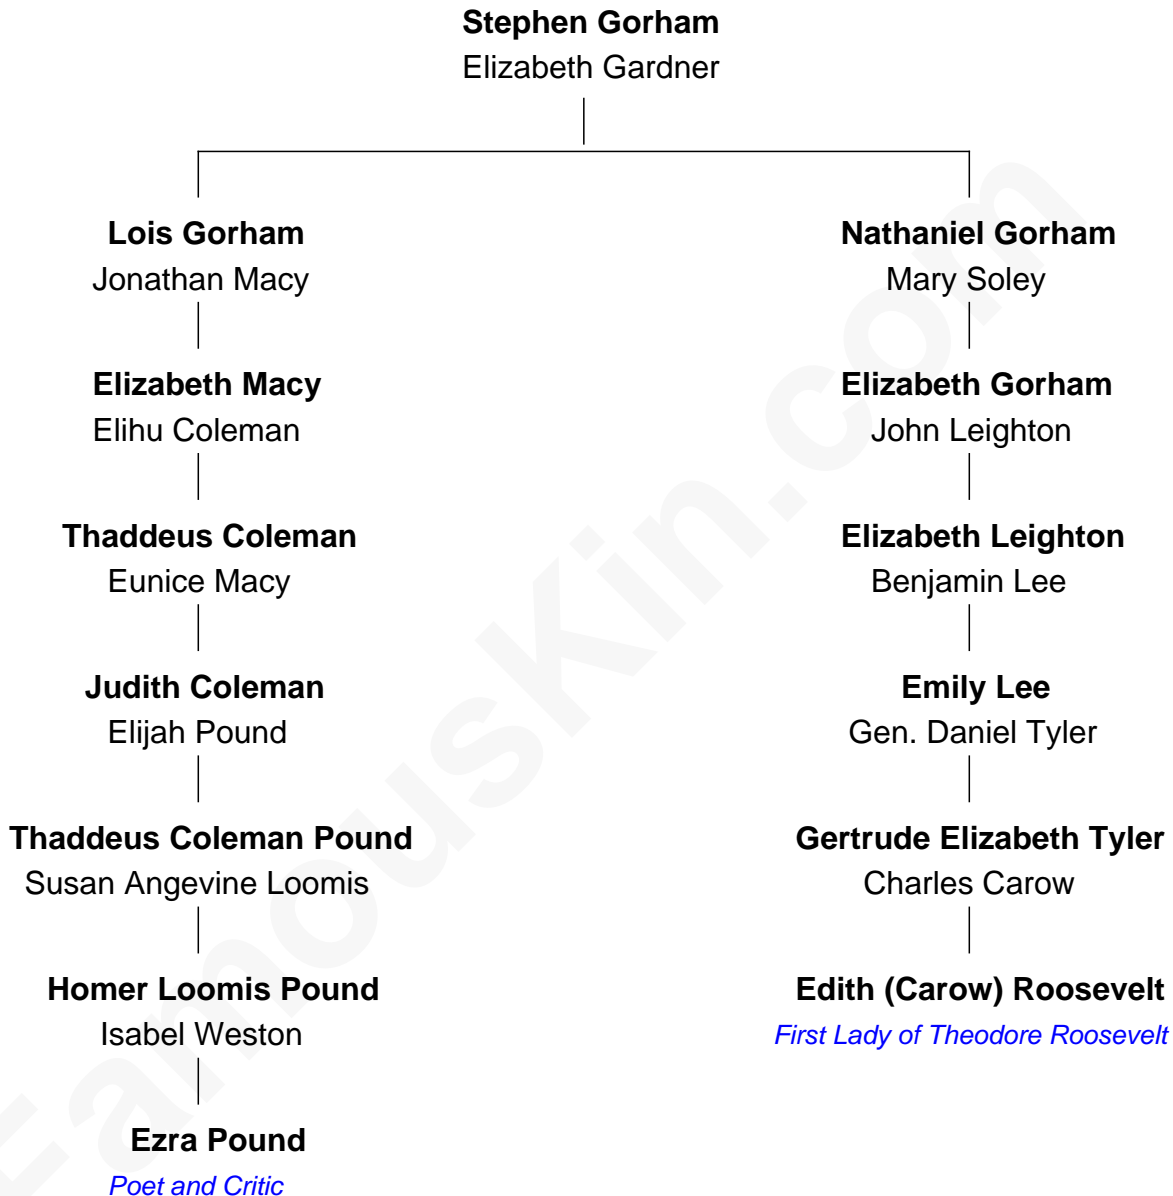 Stephen Gorham
Elizabeth Gardner
Lois Gorham
Jonathan Macy
Elizabeth Macy
Elihu Coleman
Thaddeus Coleman
Eunice Macy
Judith Coleman
Elijah Pound
Thaddeus Coleman Pound
Susan Angevine Loomis
Homer Loomis Pound
Isabel Weston
Ezra Pound
Poet and Critic
Nathaniel Gorham
Mary Soley
Elizabeth Gorham
John Leighton
Elizabeth Leighton
Benjamin Lee
Emily Lee
Gen. Daniel Tyler
Gertrude Elizabeth Tyler
Charles Carow
Edith (Carow) Roosevelt
First Lady of Theodore Roosevelt
FamousKin.com